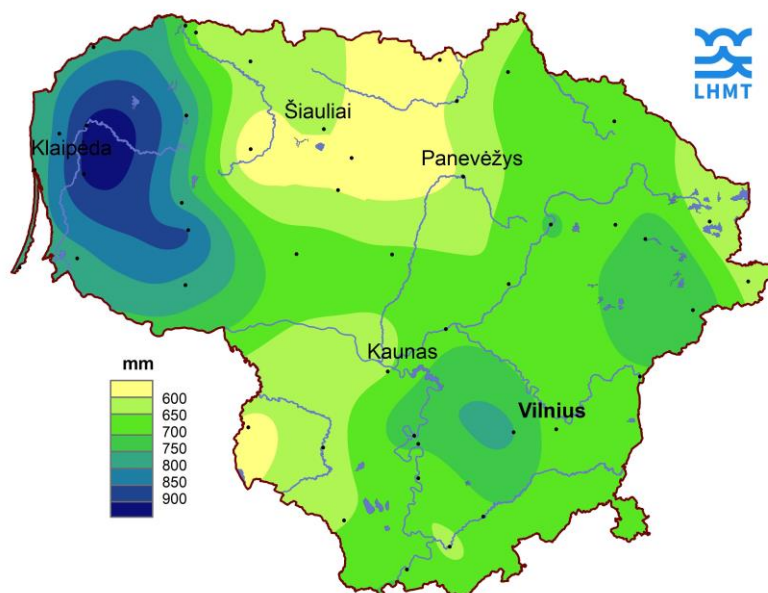 LHMT
Šiauliai
Klaipėda
Panevėžys
Kaunas
Vilnius
mm
600
650
700
750
800
850
900